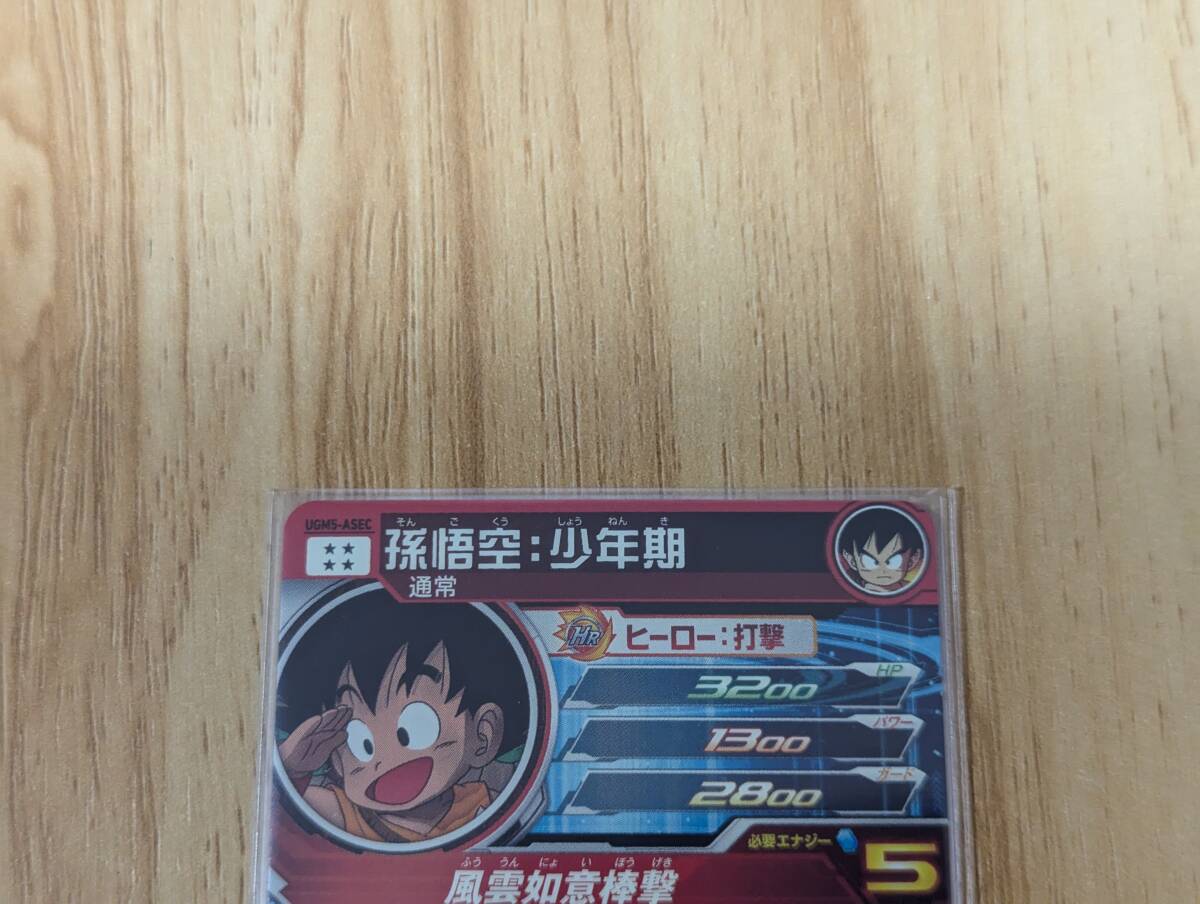 UGM5-ASEC
そん ご くう しょう ねん き
孫悟空:少年期
★★
★★
通常
HR ヒーロー:打撃
HP
3200
パワー
1300
ガード
2800
必要エナジー
5
ふう うん にょ い ぼう げき
風雲如意棒撃